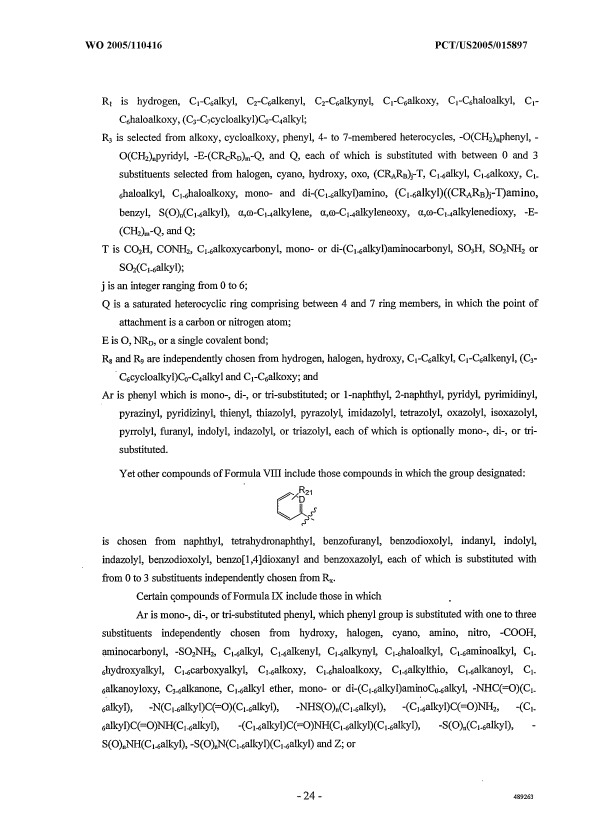 WO 2005/110416 PCT/US2005/015897
R₁ is hydrogen, C₁-C₆alkyl, C₂-C₆alkenyl, C₂-C₆alkynyl, C₁-C₆alkoxy, C₁-C₆haloalkyl, C₁-
C₆haloalkoxy, (C₃-C₇cycloalkyl)C₀-C₄alkyl;
R₃ is selected from alkoxy, cycloalkoxy, phenyl, 4- to 7-membered heterocycles, -O(CH₂)ₙphenyl, -
O(CH₂)ₙpyridyl, -E-(CR_CR_D)ₘ-Q, and Q, each of which is substituted with between 0 and 3
substituents selected from halogen, cyano, hydroxy, oxo, (CR_AR_B)ⱼ-T, C₁₋₆alkyl, C₁₋₆alkoxy, C₁₋
₆haloalkyl, C₁₋₆haloalkoxy, mono- and di-(C₁₋₆alkyl)amino, (C₁₋₆alkyl)((CR_AR_B)ⱼ-T)amino,
benzyl, S(O)ₙ(C₁₋₆alkyl), α,ω-C₁₋₄alkylene, α,ω-C₁₋₄alkyleneoxy, α,ω-C₁₋₄alkylenedioxy, -E-
(CH₂)ₘ-Q, and Q;
T is CO₂H, CONH₂, C₁₋₆alkoxycarbonyl, mono- or di-(C₁₋₆alkyl)aminocarbonyl, SO₃H, SO₂NH₂ or
SO₂(C₁₋₆alkyl);
j is an integer ranging from 0 to 6;
Q is a saturated heterocyclic ring comprising between 4 and 7 ring members, in which the point of
attachment is a carbon or nitrogen atom;
E is O, NR_D, or a single covalent bond;
R₈ and R₉ are independently chosen from hydrogen, halogen, hydroxy, C₁-C₆alkyl, C₁-C₆alkenyl, (C₃-
C₆cycloalkyl)C₀-C₄alkyl and C₁-C₆alkoxy; and
Ar is phenyl which is mono-, di-, or tri-substituted; or 1-naphthyl, 2-naphthyl, pyridyl, pyrimidinyl,
pyrazinyl, pyridizinyl, thienyl, thiazolyl, pyrazolyl, imidazolyl, tetrazolyl, oxazolyl, isoxazolyl,
pyrrolyl, furanyl, indolyl, indazolyl, or triazolyl, each of which is optionally mono-, di-, or tri-
substituted.
Yet other compounds of Formula VIII include those compounds in which the group designated:
R₂₁
D
is chosen from naphthyl, tetrahydronaphthyl, benzofuranyl, benzodioxolyl, indanyl, indolyl,
indazolyl, benzodioxolyl, benzo[1,4]dioxanyl and benzoxazolyl, each of which is substituted with
from 0 to 3 substituents independently chosen from Rₓ.
Certain compounds of Formula IX include those in which
Ar is mono-, di-, or tri-substituted phenyl, which phenyl group is substituted with one to three
substituents independently chosen from hydroxy, halogen, cyano, amino, nitro, -COOH,
aminocarbonyl, -SO₂NH₂, C₁₋₆alkyl, C₁₋₆alkenyl, C₁₋₆alkynyl, C₁₋₆haloalkyl, C₁₋₆aminoalkyl, C₁₋
₆hydroxyalkyl, C₁₋₆carboxyalkyl, C₁₋₆alkoxy, C₁₋₆haloalkoxy, C₁₋₆alkylthio, C₁₋₆alkanoyl, C₁₋
₆alkanoyloxy, C₃₋₆alkanone, C₁₋₆alkyl ether, mono- or di-(C₁₋₆alkyl)aminoC₀₋₆alkyl, -NHC(=O)(C₁₋
₆alkyl), -N(C₁₋₆alkyl)C(=O)(C₁₋₆alkyl), -NHS(O)ₙ(C₁₋₆alkyl), -(C₁₋₆alkyl)C(=O)NH₂, -(C₁₋
₆alkyl)C(=O)NH(C₁₋₆alkyl), -(C₁₋₆alkyl)C(=O)NH(C₁₋₆alkyl)(C₁₋₆alkyl), -S(O)ₙ(C₁₋₆alkyl), -
S(O)ₙNH(C₁₋₆alkyl), -S(O)ₙN(C₁₋₆alkyl)(C₁₋₆alkyl) and Z; or
- 24 -
489263